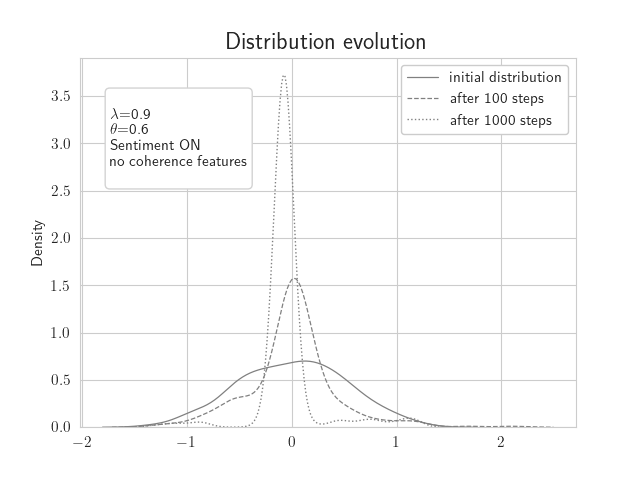 Distribution evolution
λ=0.9
θ=0.6
Sentiment ON
no coherence features
initial distribution
after 100 steps
after 1000 steps
Density
3.5
3.0
2.5
2.0
1.5
1.0
0.5
0.0
−2 −1 0 1 2